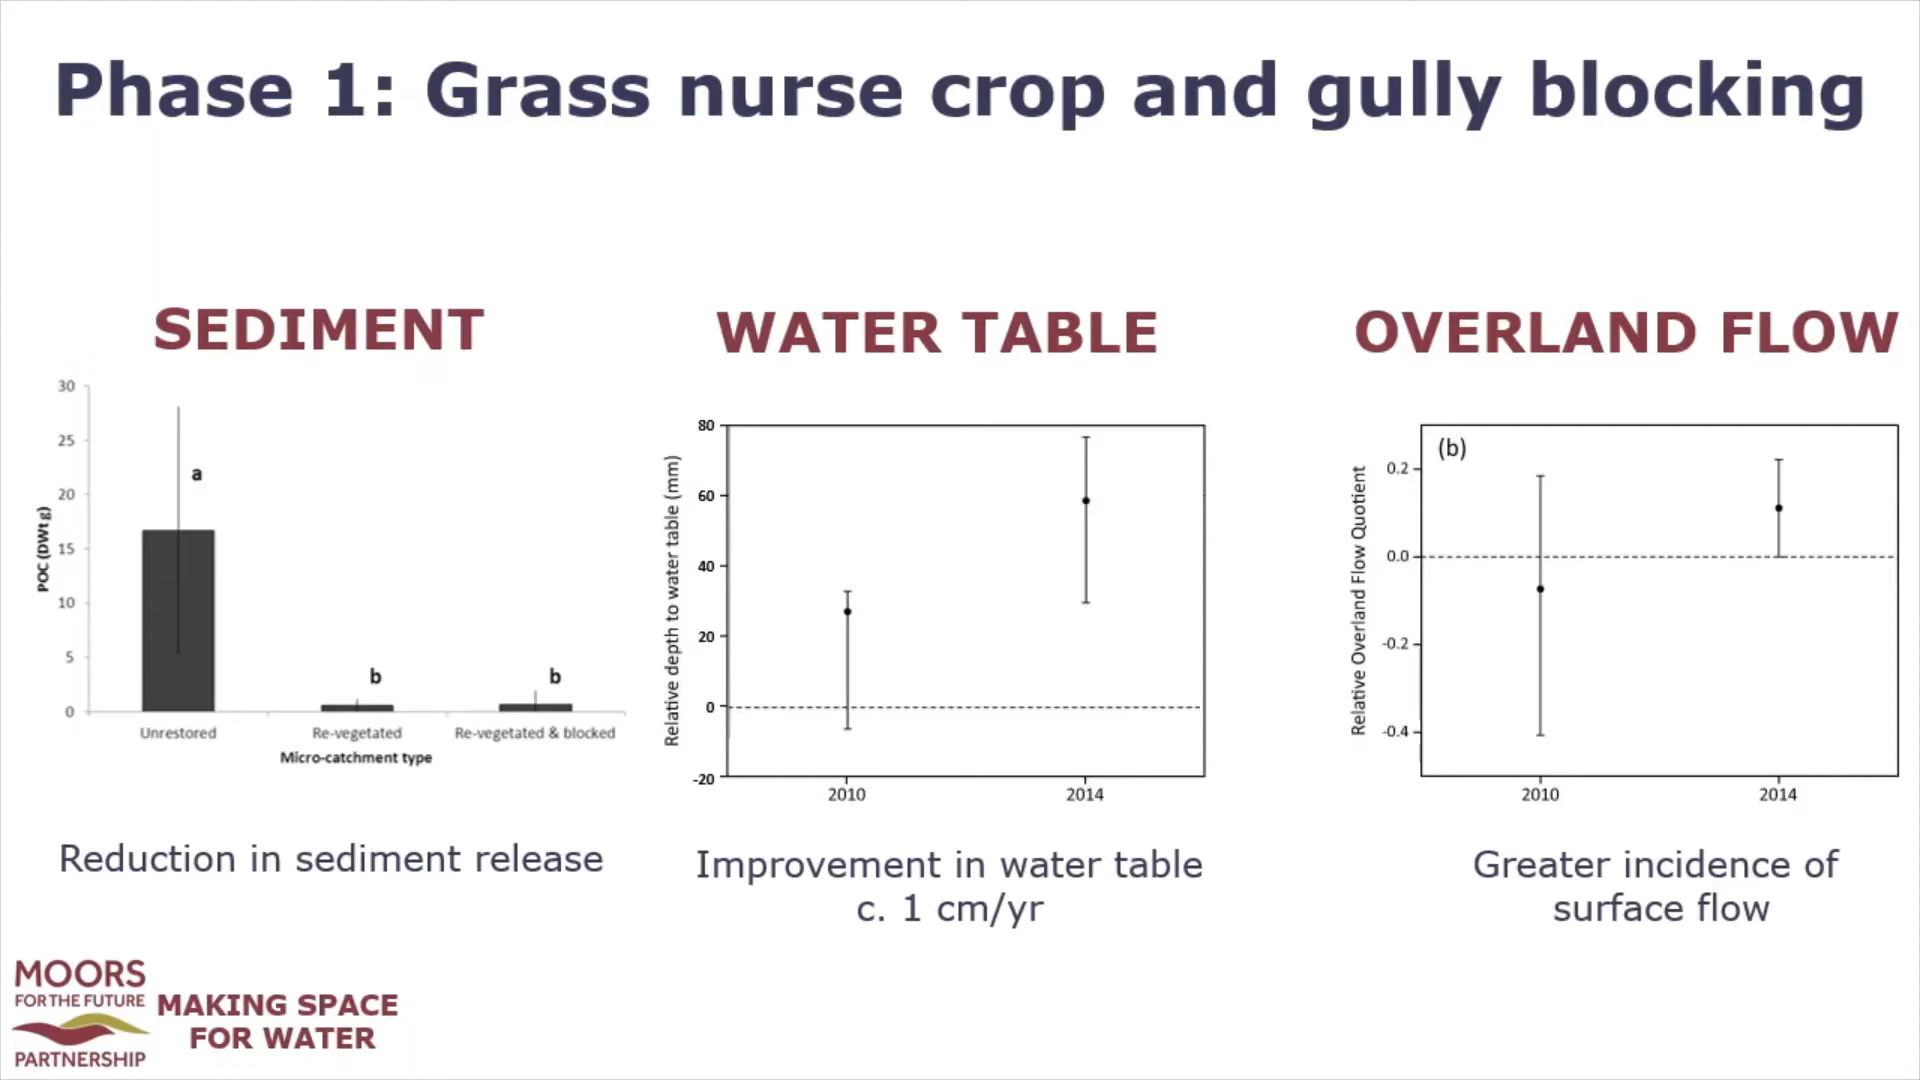 Phase 1: Grass nurse crop and gully blocking
SEDIMENT
30
25
20
15
10
5
0
POC (DWt g)
a
b
b
Unrestored
Re-vegetated
Re-vegetated & blocked
Micro-catchment type
Reduction in sediment release
WATER TABLE
80
60
40
20
0
-20
Relative depth to water table (mm)
2010
2014
Improvement in water table
c. 1 cm/yr
OVERLAND FLOW
(b)
0.2
0.0
-0.2
-0.4
Relative Overland Flow Quotient
2010
2014
Greater incidence of
surface flow
MOORS
FOR THE FUTURE
PARTNERSHIP
MAKING SPACE
FOR WATER